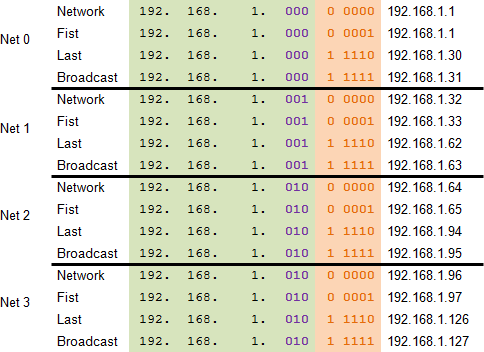 Network 192. 168. 1. 000 0 0000 192.168.1.1
Net 0 Fist 192. 168. 1. 000 0 0001 192.168.1.1
Last 192. 168. 1. 000 1 1110 192.168.1.30
Broadcast 192. 168. 1. 000 1 1111 192.168.1.31
Network 192. 168. 1. 001 0 0000 192.168.1.32
Net 1 Fist 192. 168. 1. 001 0 0001 192.168.1.33
Last 192. 168. 1. 001 1 1110 192.168.1.62
Broadcast 192. 168. 1. 001 1 1111 192.168.1.63
Network 192. 168. 1. 010 0 0000 192.168.1.64
Net 2 Fist 192. 168. 1. 010 0 0001 192.168.1.65
Last 192. 168. 1. 010 1 1110 192.168.1.94
Broadcast 192. 168. 1. 010 1 1111 192.168.1.95
Network 192. 168. 1. 010 0 0000 192.168.1.96
Net 3 Fist 192. 168. 1. 010 0 0001 192.168.1.97
Last 192. 168. 1. 010 1 1110 192.168.1.126
Broadcast 192. 168. 1. 010 1 1111 192.168.1.127